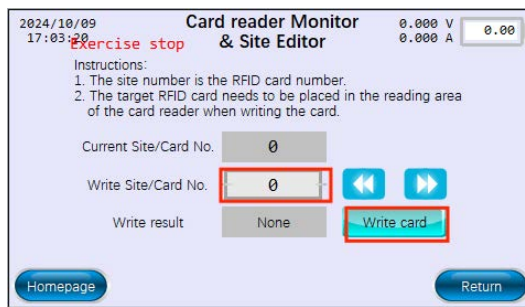 2024/10/09
17:03:20
Exercise stop
Card reader Monitor
& Site Editor
0.000 V
0.000 A
0.00
Instructions:
1. The site number is the RFID card number.
2. The target RFID card needs to be placed in the reading area
of the card reader when writing the card.
Current Site/Card No.
0
Write Site/Card No.
0
Write result
None
Write card
Homepage
Return